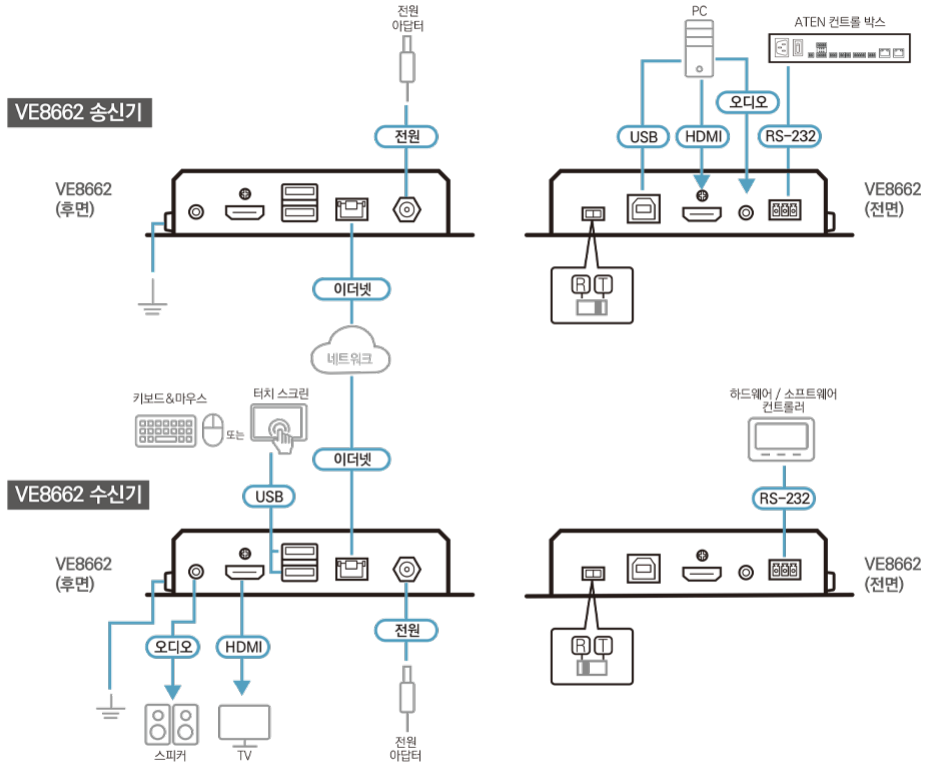 전원
아답터
PC
ATEN 컨트롤 박스
VE8662 송신기
전원
오디오
USB
HDMI
RS-232
VE8662
(후면)
VE8662
(전면)
R T
이더넷
네트워크
키보드&마우스
또는
터치 스크린
하드웨어 / 소프트웨어
컨트롤러
이더넷
VE8662 수신기
USB
RS-232
VE8662
(후면)
VE8662
(전면)
오디오
HDMI
전원
R T
스피커
TV
전원
아답터